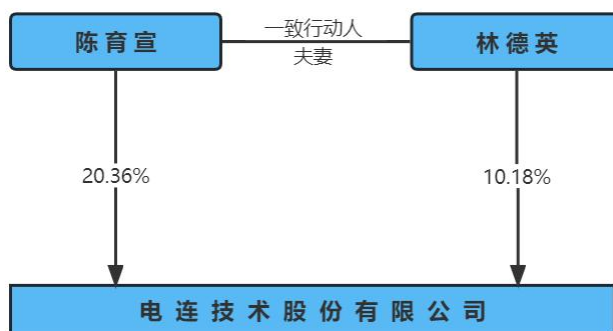 陈育宣
一致行动人
夫妻
林德英
20.36%
10.18%
电连技术股份有限公司